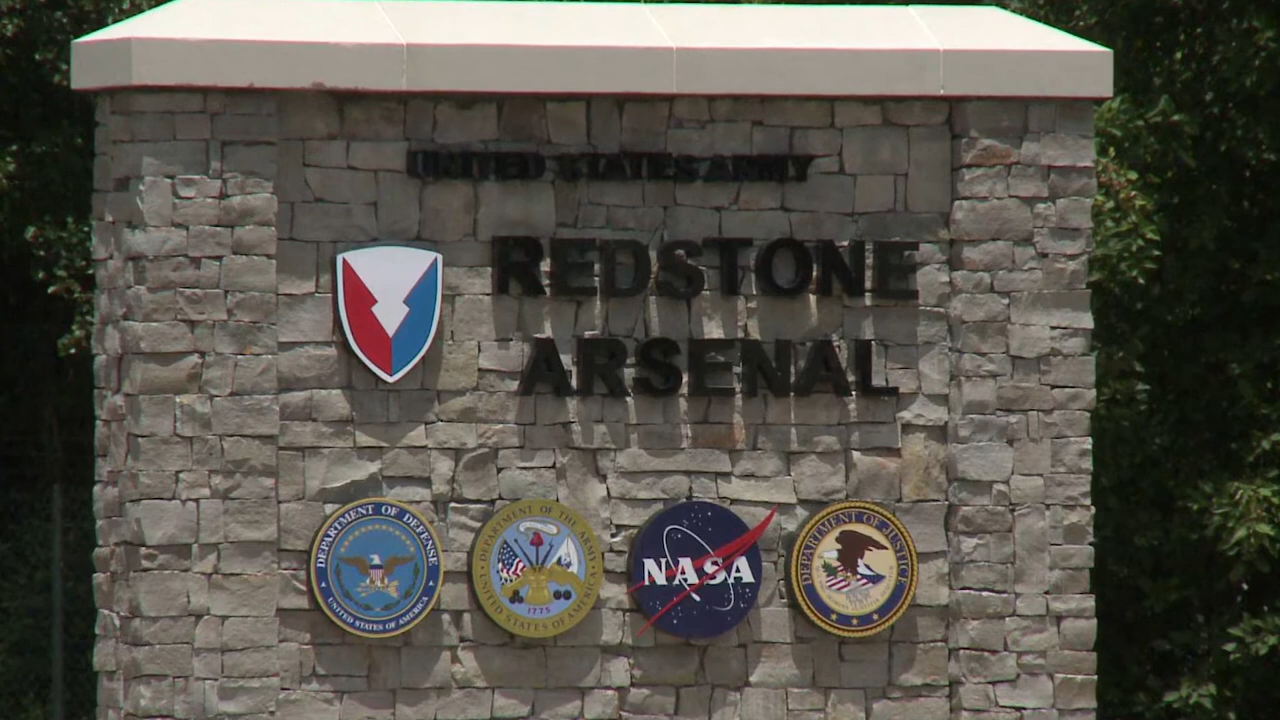 UNITED STATES ARMY
REDSTONE
ARSENAL
DEPARTMENT OF DEFENSE
UNITED STATES OF AMERICA
DEPARTMENT OF THE ARMY
1775
UNITED STATES OF AMERICA
NASA
DEPARTMENT OF JUSTICE